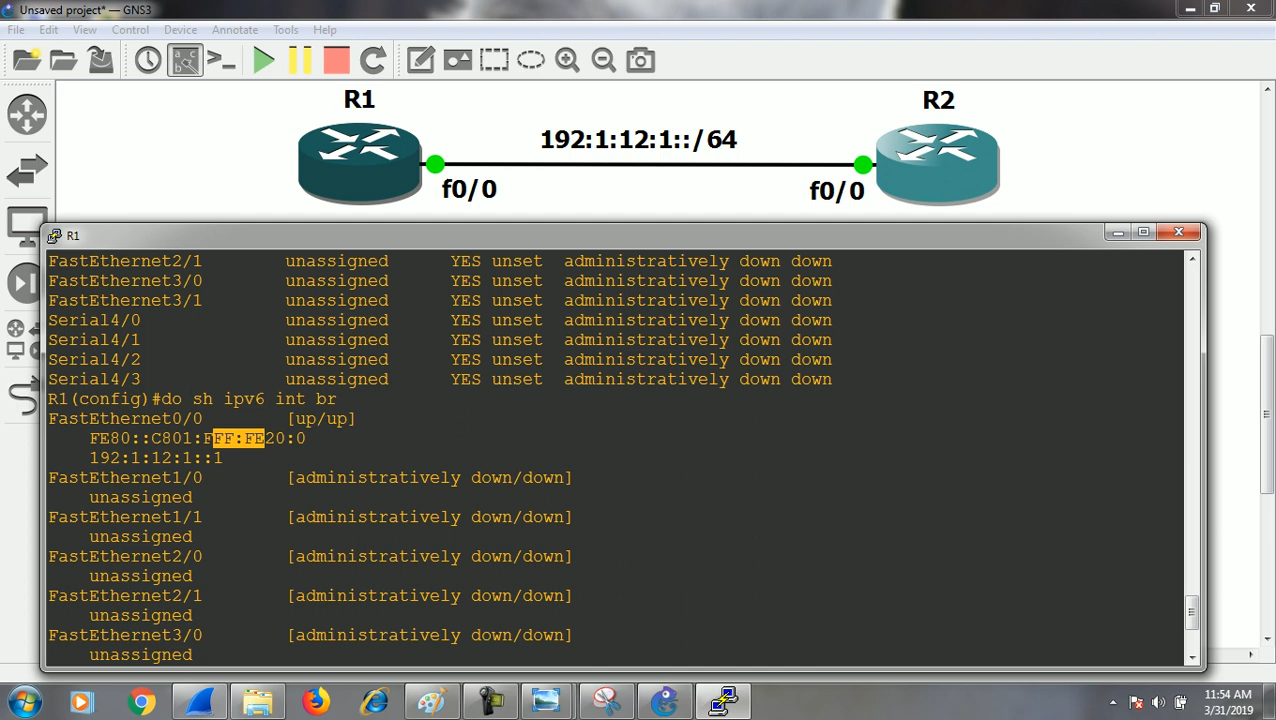 Unsaved project* — GNS3
File Edit View Control Device Annotate Tools Help
R1 R2
192:1:12:1::/64
f0/0 f0/0
R1
FastEthernet2/1 unassigned YES unset administratively down down
FastEthernet3/0 unassigned YES unset administratively down down
FastEthernet3/1 unassigned YES unset administratively down down
Serial4/0 unassigned YES unset administratively down down
Serial4/1 unassigned YES unset administratively down down
Serial4/2 unassigned YES unset administratively down down
Serial4/3 unassigned YES unset administratively down down
R1(config)#do sh ipv6 int br
FastEthernet0/0 [up/up]
FE80::C801:FFF:FE20:0
192:1:12:1::1
FastEthernet1/0 [administratively down/down]
unassigned
FastEthernet1/1 [administratively down/down]
unassigned
FastEthernet2/0 [administratively down/down]
unassigned
FastEthernet2/1 [administratively down/down]
unassigned
FastEthernet3/0 [administratively down/down]
unassigned
11:54 AM
3/31/2019